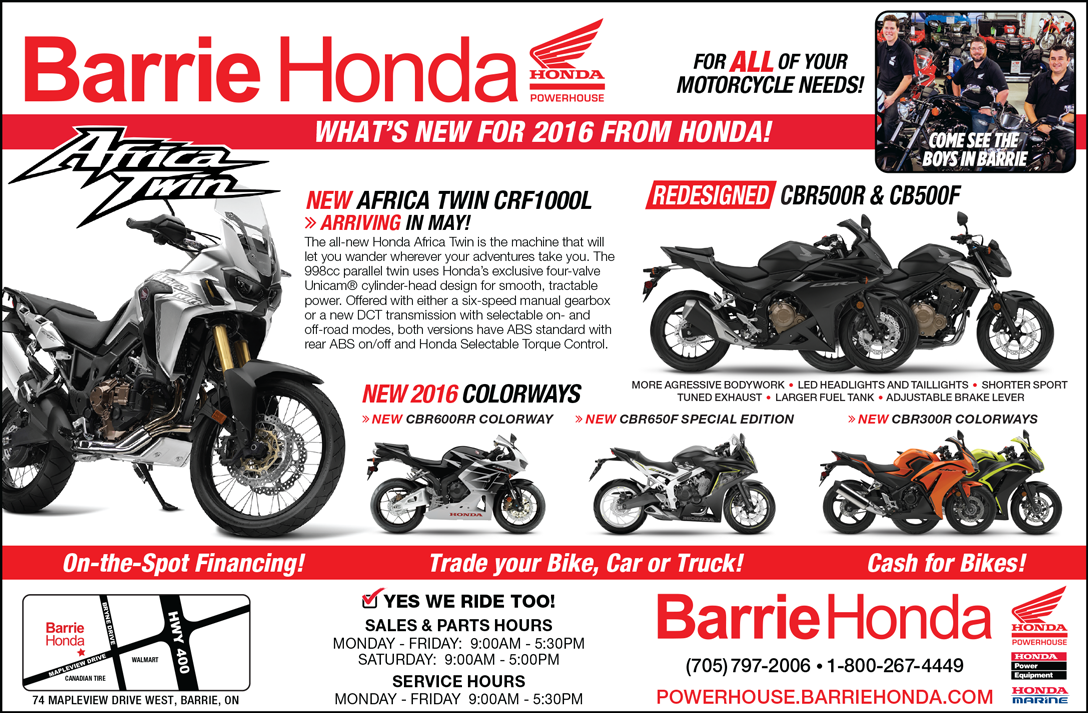 Barrie Honda
HONDA
POWERHOUSE
FOR ALL OF YOUR
MOTORCYCLE NEEDS!
COME SEE THE
BOYS IN BARRIE
WHAT'S NEW FOR 2016 FROM HONDA!
Africa
Twin
NEW AFRICA TWIN CRF1000L
» ARRIVING IN MAY!
The all-new Honda Africa Twin is the machine that will
let you wander wherever your adventures take you. The
998cc parallel twin uses Honda's exclusive four-valve
Unicam® cylinder-head design for smooth, tractable
power. Offered with either a six-speed manual gearbox
or a new DCT transmission with selectable on- and
off-road modes, both versions have ABS standard with
rear ABS on/off and Honda Selectable Torque Control.
REDESIGNED CBR500R & CB500F
MORE AGRESSIVE BODYWORK • LED HEADLIGHTS AND TAILLIGHTS • SHORTER SPORT
TUNED EXHAUST • LARGER FUEL TANK • ADJUSTABLE BRAKE LEVER
NEW 2016 COLORWAYS
» NEW CBR600RR COLORWAY
» NEW CBR650F SPECIAL EDITION
» NEW CBR300R COLORWAYS
HONDA
On-the-Spot Financing!
Trade your Bike, Car or Truck!
Cash for Bikes!
Barrie
Honda
BRYNE DRIVE
HWY 400
MAPLEVIEW DRIVE
WALMART
CANADIAN TIRE
74 MAPLEVIEW DRIVE WEST, BARRIE, ON
YES WE RIDE TOO!
SALES & PARTS HOURS
MONDAY - FRIDAY: 9:00AM - 5:30PM
SATURDAY: 9:00AM - 5:00PM
SERVICE HOURS
MONDAY - FRIDAY 9:00AM - 5:30PM
Barrie Honda
(705) 797-2006 • 1-800-267-4449
POWERHOUSE.BARRIEHONDA.COM
HONDA
POWERHOUSE
HONDA
Power
Equipment
HONDA
MARINE